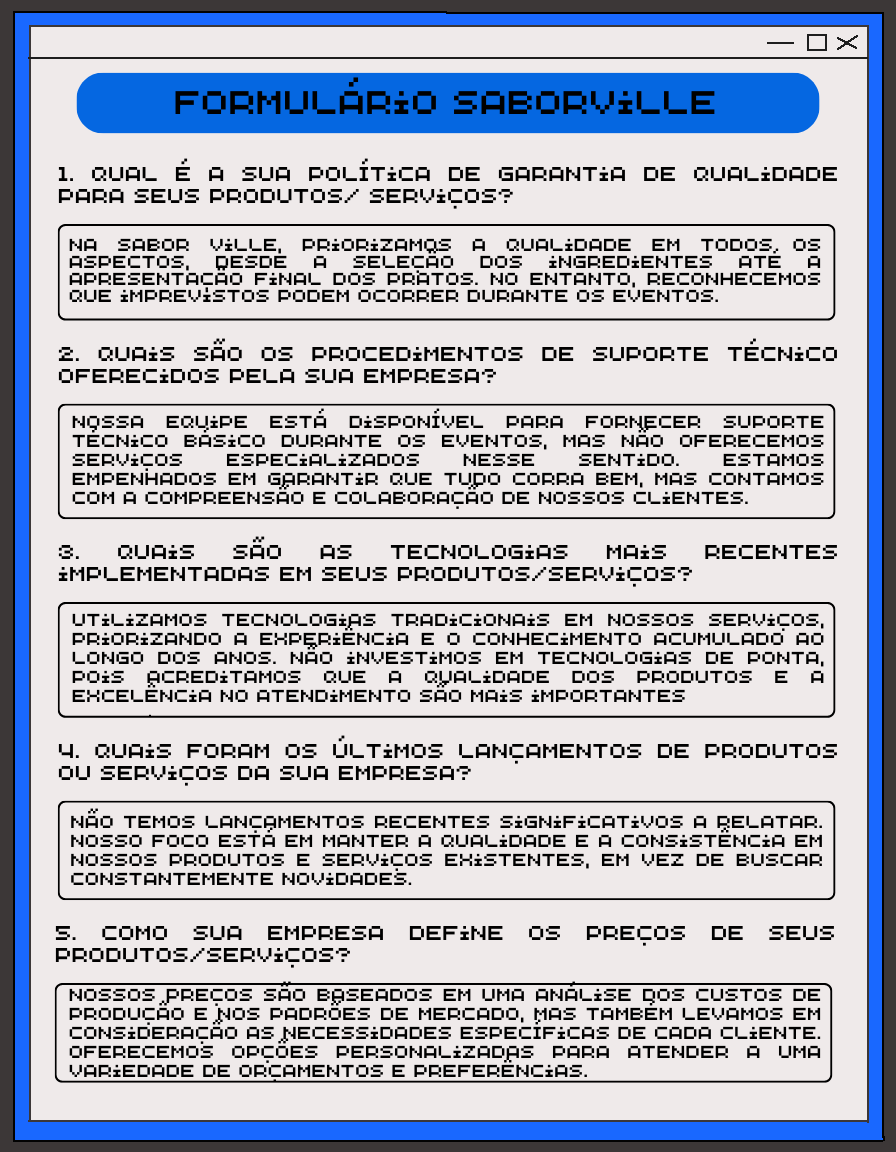 FORMULÁRIO SABORVILLE
1. QUAL É A SUA POLÍTICA DE GARANTIA DE QUALIDADE
PARA SEUS PRODUTOS/ SERVIÇOS?
NA SABOR VILLE, PRIORIZAMOS A QUALIDADE EM TODOS OS
ASPECTOS, DESDE A SELEÇÃO DOS INGREDIENTES ATÉ A
APRESENTAÇÃO FINAL DOS PRATOS. NO ENTANTO, RECONHECEMOS
QUE IMPREVISTOS PODEM OCORRER DURANTE OS EVENTOS.
2. QUAIS SÃO OS PROCEDIMENTOS DE SUPORTE TÉCNICO
OFERECIDOS PELA SUA EMPRESA?
NOSSA EQUIPE ESTÁ DISPONÍVEL PARA FORNECER SUPORTE
TÉCNICO BÁSICO DURANTE OS EVENTOS, MAS NÃO OFERECEMOS
SERVIÇOS ESPECIALIZADOS NESSE SENTIDO. ESTAMOS
EMPENHADOS EM GARANTIR QUE TUDO CORRA BEM, MAS CONTAMOS
COM A COMPREENSÃO E COLABORAÇÃO DE NOSSOS CLIENTES.
3. QUAIS SÃO AS TECNOLOGIAS MAIS RECENTES
IMPLEMENTADAS EM SEUS PRODUTOS/SERVIÇOS?
UTILIZAMOS TECNOLOGIAS TRADICIONAIS EM NOSSOS SERVIÇOS,
PRIORIZANDO A EXPERIÊNCIA E O CONHECIMENTO ACUMULADO AO
LONGO DOS ANOS. NÃO INVESTIMOS EM TECNOLOGIAS DE PONTA,
POIS ACREDITAMOS QUE A QUALIDADE DOS PRODUTOS E A
EXCELÊNCIA NO ATENDIMENTO SÃO MAIS IMPORTANTES
4. QUAIS FORAM OS ÚLTIMOS LANÇAMENTOS DE PRODUTOS
OU SERVIÇOS DA SUA EMPRESA?
NÃO TEMOS LANÇAMENTOS RECENTES SIGNIFICATIVOS A RELATAR.
NOSSO FOCO ESTÁ EM MANTER A QUALIDADE E A CONSISTÊNCIA EM
NOSSOS PRODUTOS E SERVIÇOS EXISTENTES, EM VEZ DE BUSCAR
CONSTANTEMENTE NOVIDADES.
5. COMO SUA EMPRESA DEFINE OS PREÇOS DE SEUS
PRODUTOS/SERVIÇOS?
NOSSOS PREÇOS SÃO BASEADOS EM UMA ANÁLISE DOS CUSTOS DE
PRODUÇÃO E NOS PADRÕES DE MERCADO, MAS TAMBÉM LEVAMOS EM
CONSIDERAÇÃO AS NECESSIDADES ESPECÍFICAS DE CADA CLIENTE.
OFERECEMOS OPÇÕES PERSONALIZADAS PARA ATENDER A UMA
VARIEDADE DE ORÇAMENTOS E PREFERÊNCIAS.